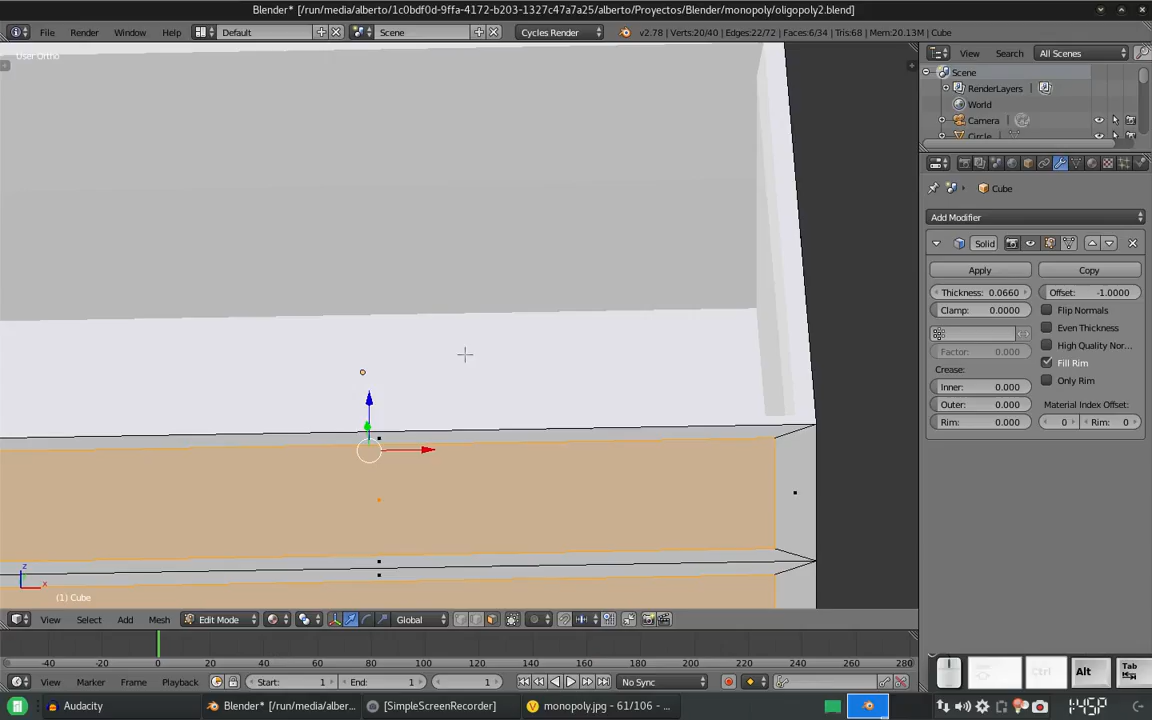 Blender* [/run/media/alberto/1c0bdf0d-9ffa-4172-b203-1327c47a7a25/alberto/Proyectos/Blender/monopoly/oligopoly2.blend]
File Render Window Help Default Scene Cycles Render v2.78 | Verts:20/40 | Edges:22/72 | Faces:6/34 | Tris:68 | Mem:20.13M | Cube
User Ortho
View Search All Scenes
Scene
RenderLayers
World
Camera
Circle
Cube
Add Modifier
Solid
Apply Copy
Thickness: 0.0660 Offset: -1.0000
Clamp: 0.0000 Flip Normals
Even Thickness
High Quality Nor...
Factor: 0.000 Fill Rim
Crease: Only Rim
Inner: 0.000
Outer: 0.000 Material Index Offset:
Rim: 0.000 0 Rim: 0
z
x
(1) Cube
View Select Add Mesh Edit Mode Global
-40 -20 0 20 40 60 80 100 120 140 160 180 200 220 240 260 280
View Marker Frame Playback Start: 1 End: 1 1 No Sync
Ctrl Alt Tab
Audacity Blender* [/run/media/alber... [SimpleScreenRecorder] monopoly.jpg - 61/106 - ...